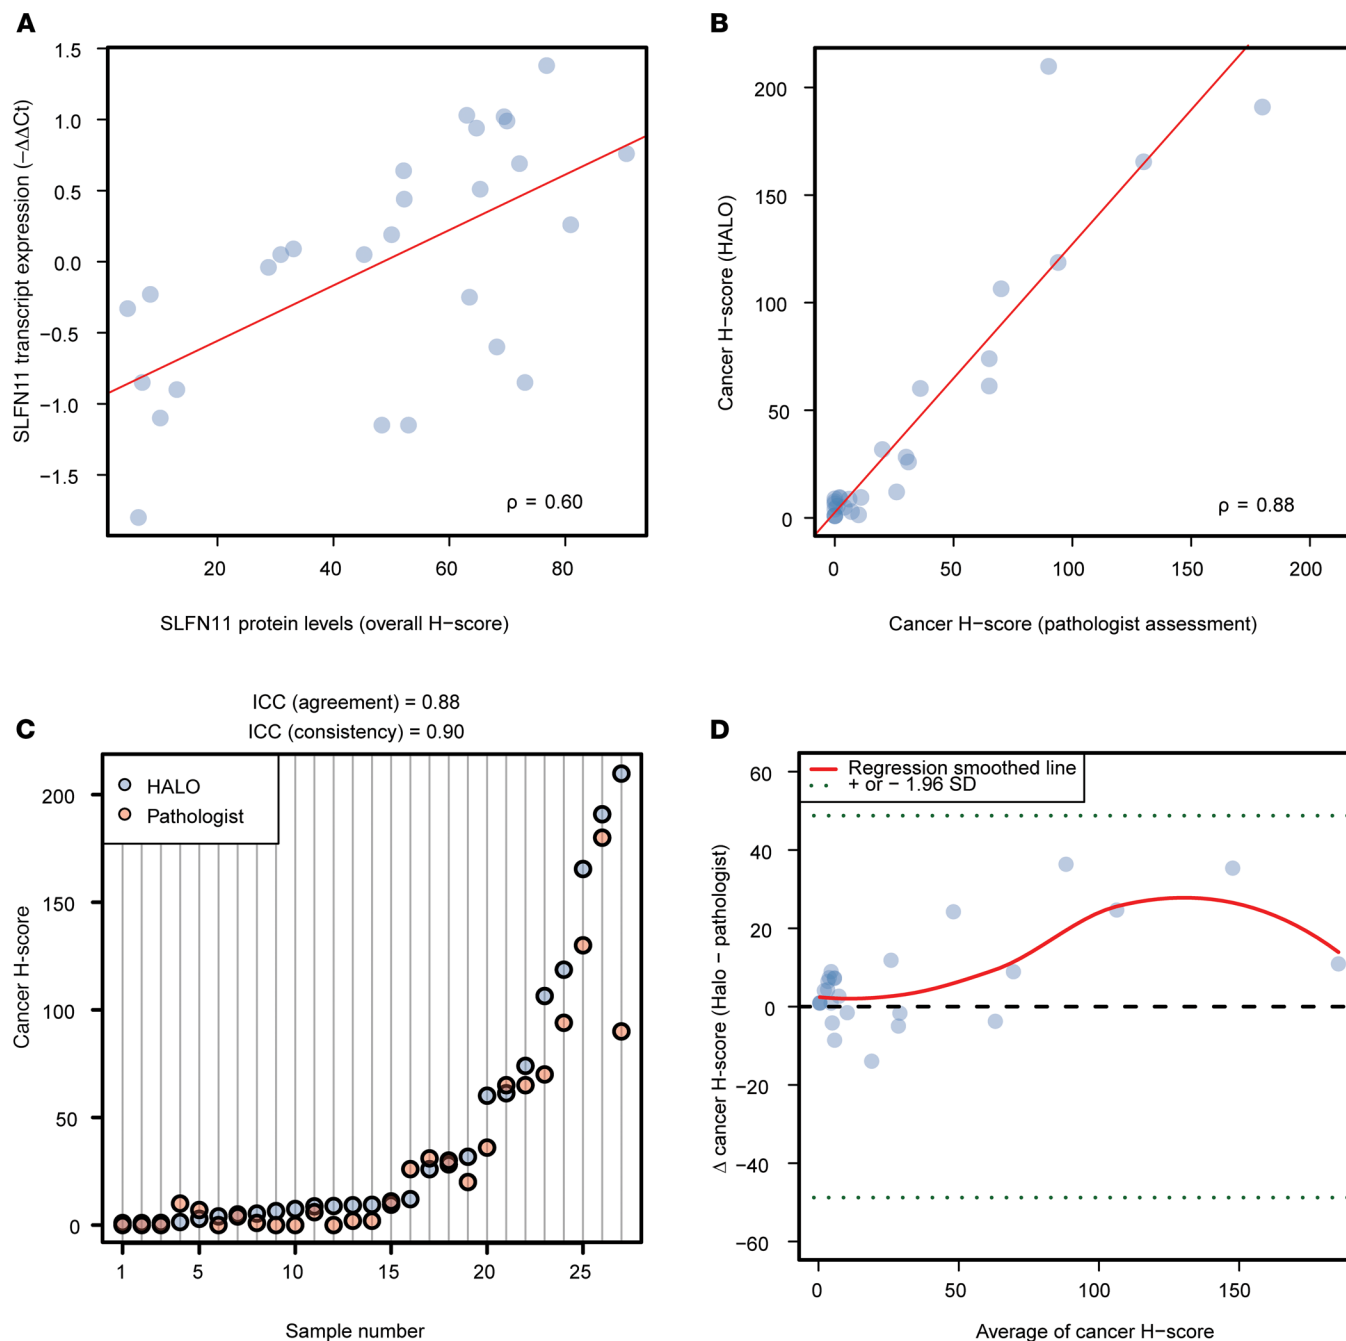 A
1.5
1.0
0.5
0.0
−0.5
−1.0
−1.5
SLFN11 transcript expression (−ΔΔCt)
ρ = 0.60
20 40 60 80
SLFN11 protein levels (overall H−score)
B
200
150
100
50
0
Cancer H−score (HALO)
ρ = 0.88
0 50 100 150 200
Cancer H−score (pathologist assessment)
C
ICC (agreement) = 0.88
ICC (consistency) = 0.90
HALO
Pathologist
200
150
100
50
0
Cancer H−score
1 5 10 15 20 25
Sample number
D
Regression smoothed line
+ or − 1.96 SD
60
40
20
0
−20
−40
−60
Δ cancer H−score (Halo − pathologist)
0 50 100 150
Average of cancer H−score